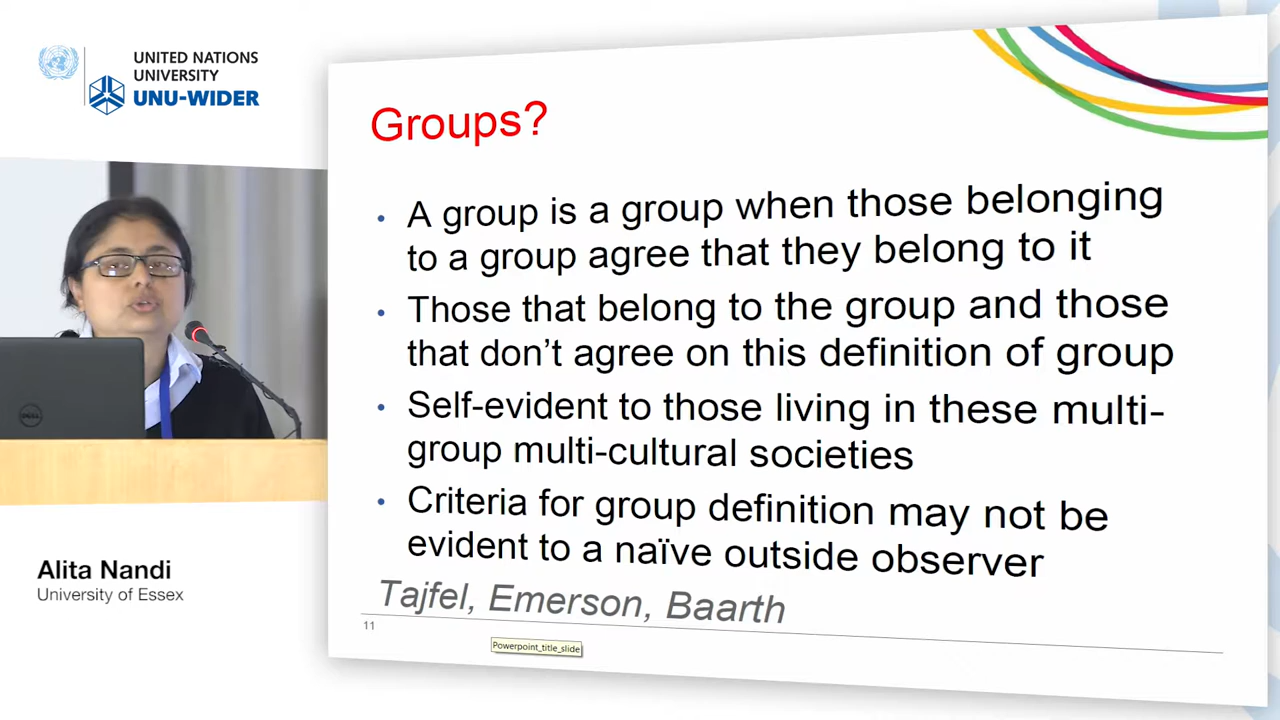 UNITED NATIONS
UNIVERSITY
UNU-WIDER
Groups?
• A group is a group when those belonging
to a group agree that they belong to it
• Those that belong to the group and those
that don't agree on this definition of group
• Self-evident to those living in these multi-
group multi-cultural societies
• Criteria for group definition may not be
evident to a naïve outside observer
Tajfel, Emerson, Baarth
11
Powerpoint_title_slide
DELL
Alita Nandi
University of Essex